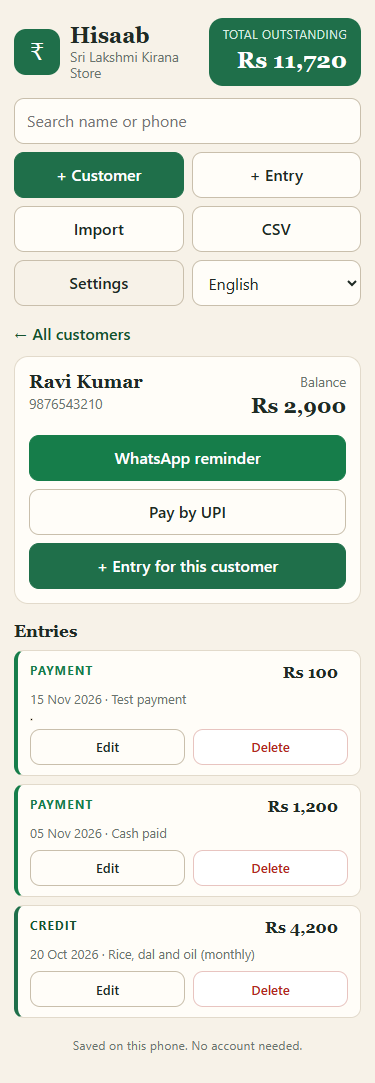 ₹
Hisaab
Sri Lakshmi Kirana
Store
TOTAL OUTSTANDING
Rs 11,720
Search name or phone
+ Customer
+ Entry
Import
CSV
Settings
English
← All customers
Ravi Kumar
9876543210
Balance
Rs 2,900
WhatsApp reminder
Pay by UPI
+ Entry for this customer
Entries
PAYMENT
Rs 100
15 Nov 2026 · Test payment
.
Edit
Delete
PAYMENT
Rs 1,200
05 Nov 2026 · Cash paid
Edit
Delete
CREDIT
Rs 4,200
20 Oct 2026 · Rice, dal and oil (monthly)
Edit
Delete
Saved on this phone. No account needed.